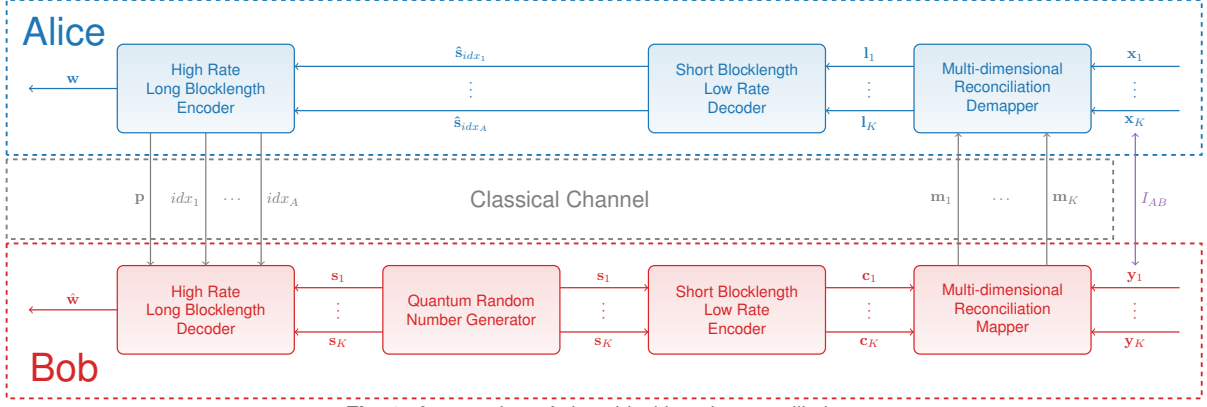 Alice
High Rate
Long Blocklength
Encoder
Short Blocklength
Low Rate
Decoder
Multi-dimensional
Reconciliation
Demapper
w
ŝ_{idx_1}
⋮
ŝ_{idx_A}
l_1
⋮
l_K
x_1
⋮
x_K
Classical Channel
p
idx_1
...
idx_A
m_1
...
m_K
I_{AB}
High Rate
Long Blocklength
Decoder
Quantum Random
Number Generator
Short Blocklength
Low Rate
Encoder
Multi-dimensional
Reconciliation
Mapper
ŵ
s_1
⋮
s_K
s_1
⋮
s_K
c_1
⋮
c_K
y_1
⋮
y_K
Bob